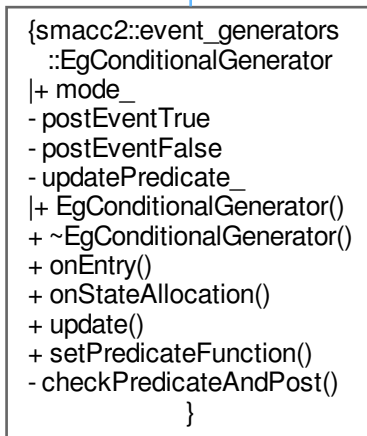 {smacc2::event_generators
::EgConditionalGenerator
|+ mode_
- postEventTrue
- postEventFalse
- updatePredicate_
|+ EgConditionalGenerator()
+ ~EgConditionalGenerator()
+ onEntry()
+ onStateAllocation()
+ update()
+ setPredicateFunction()
- checkPredicateAndPost()
}